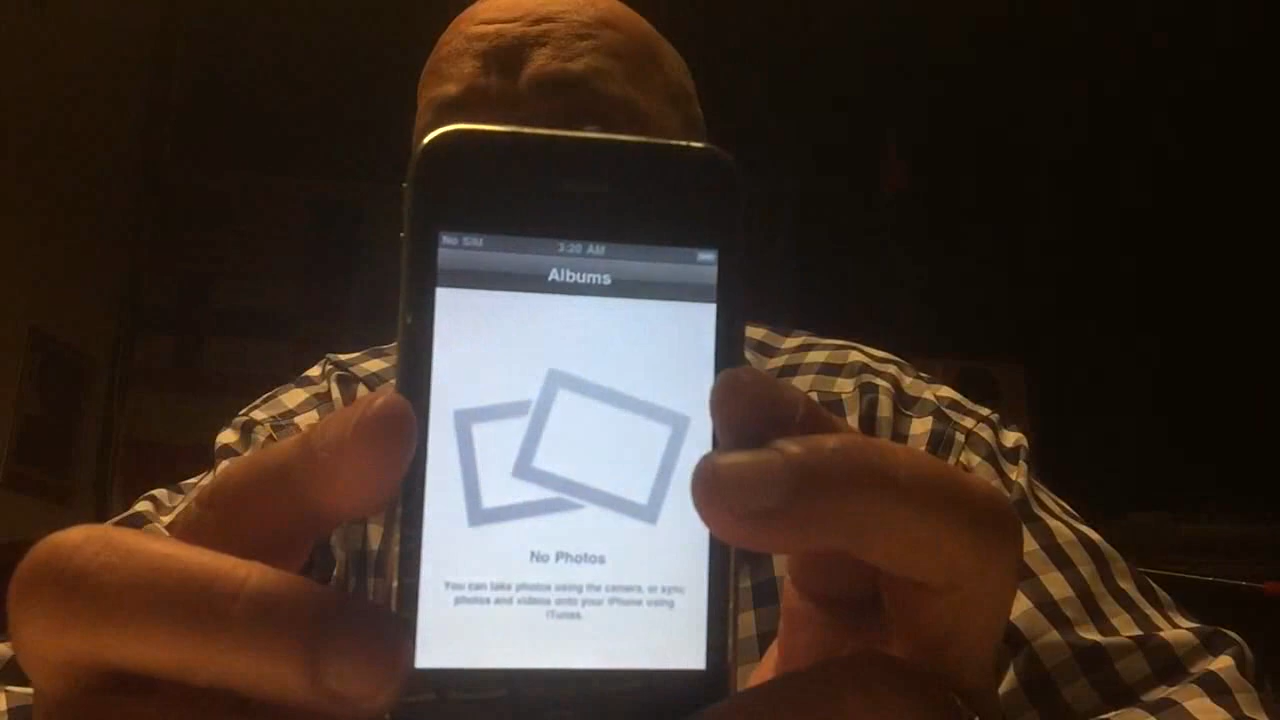 No SIM
3:20 AM
Albums
No Photos
You can take photos using the camera, or sync
photos and videos onto your iPhone using
iTunes.